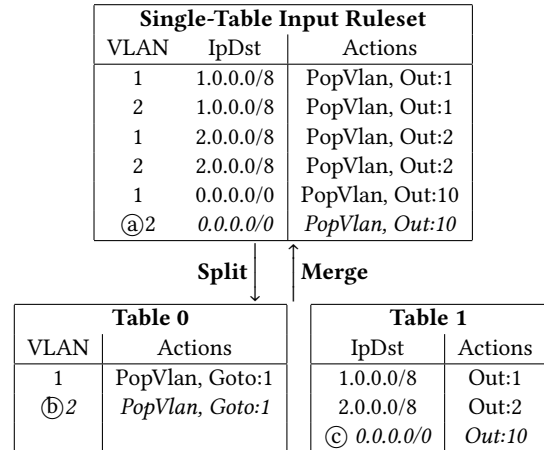 Single-Table Input Ruleset
VLAN IpDst Actions
1 1.0.0.0/8 PopVlan, Out:1
2 1.0.0.0/8 PopVlan, Out:1
1 2.0.0.0/8 PopVlan, Out:2
2 2.0.0.0/8 PopVlan, Out:2
1 0.0.0.0/0 PopVlan, Out:10
ⓐ2 0.0.0.0/0 PopVlan, Out:10
Split Merge
Table 0 Table 1
VLAN Actions IpDst Actions
1 PopVlan, Goto:1 1.0.0.0/8 Out:1
ⓑ2 PopVlan, Goto:1 2.0.0.0/8 Out:2
ⓒ 0.0.0.0/0 Out:10